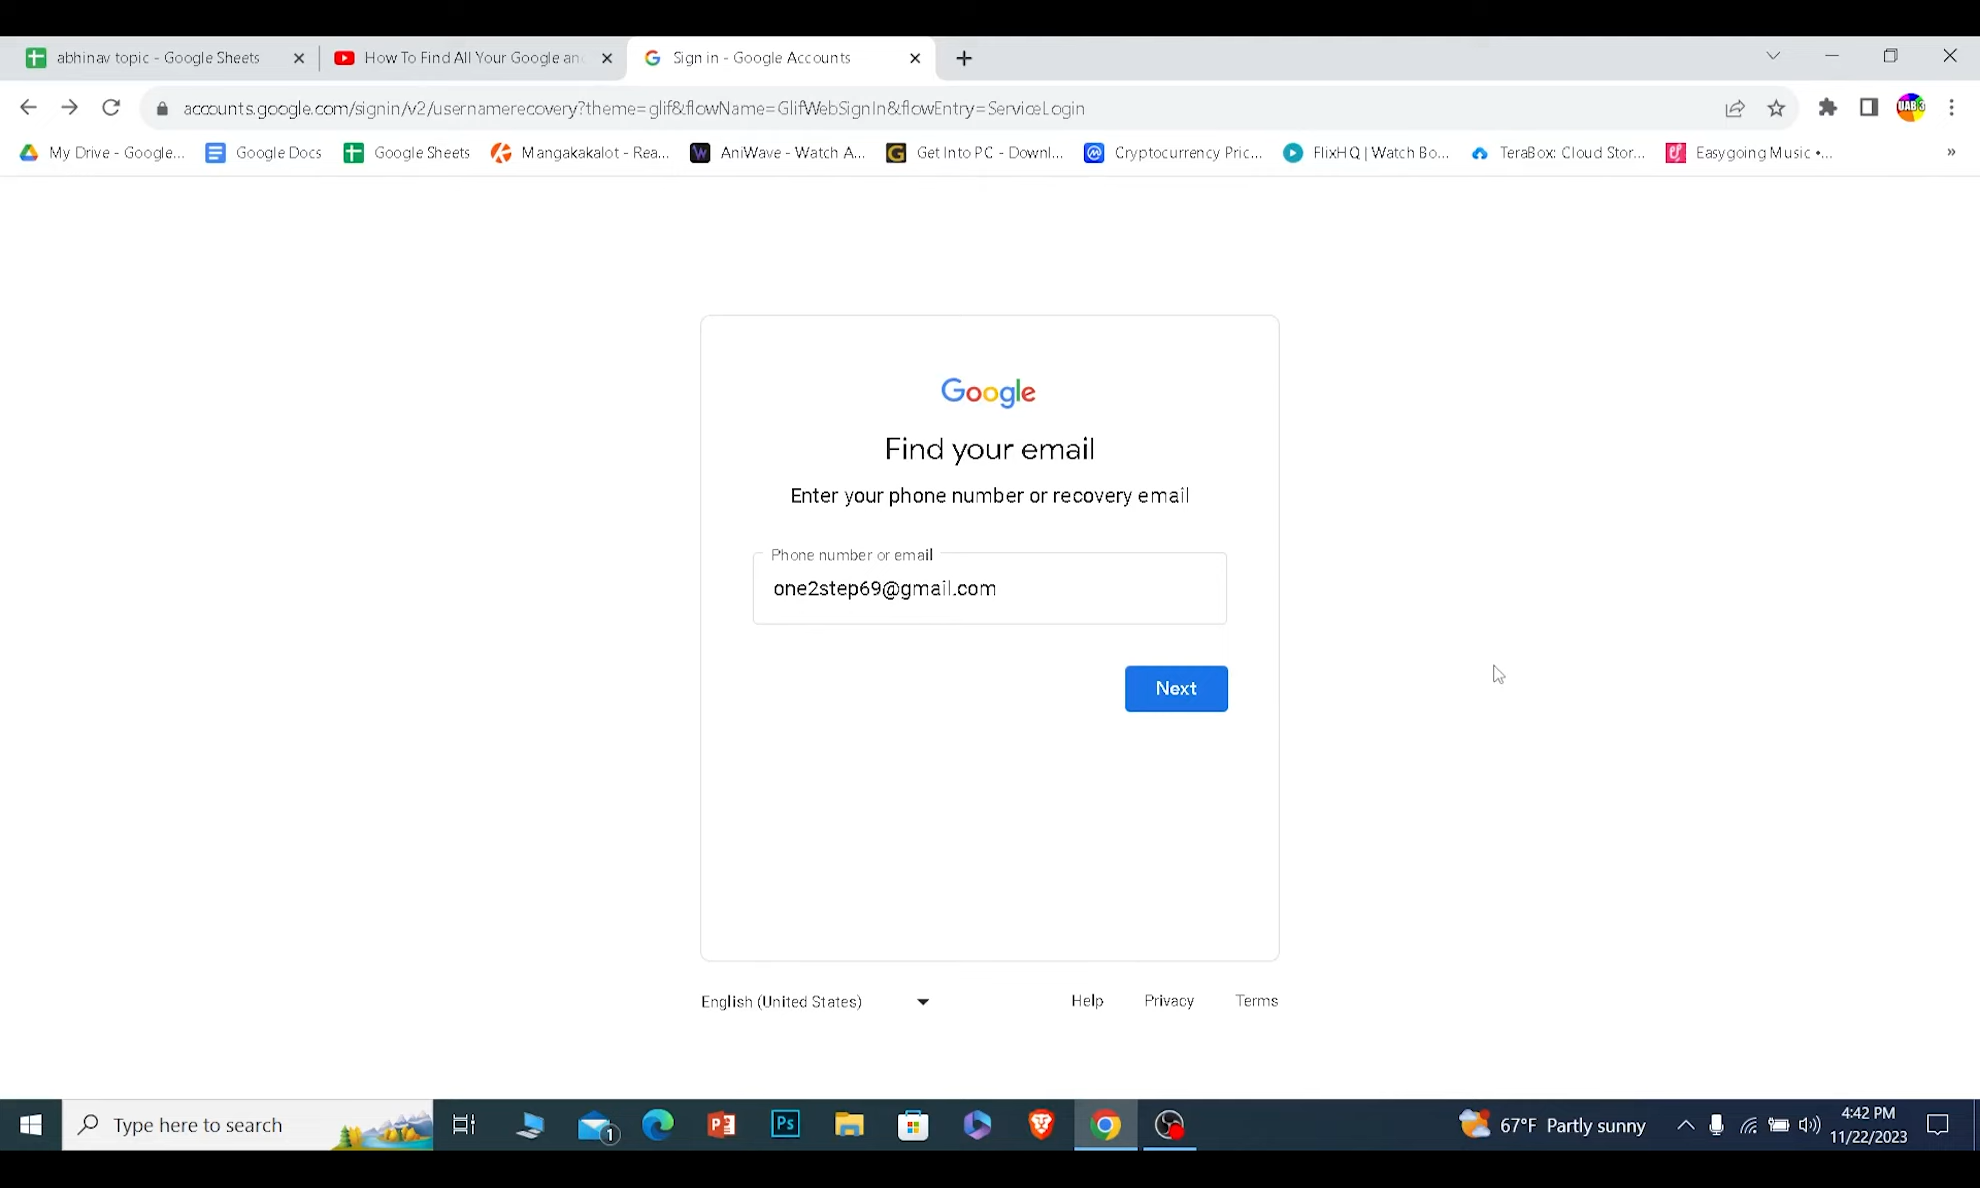 abhinav topic - Google Sheets
How To Find All Your Google an
Sign in - Google Accounts
accounts.google.com/signin/v2/usernamerecovery?theme=glif&flowName=GlifWebSignIn&flowEntry=ServiceLogin
UAB 3
My Drive - Google...
Google Docs
Google Sheets
Mangakakalot - Rea...
AniWave - Watch A...
Get Into PC - Downl...
Cryptocurrency Pric...
FlixHQ | Watch Bo...
TeraBox: Cloud Stor...
Easygoing Music •...
»
Google
Find your email
Enter your phone number or recovery email
Phone number or email
one2step69@gmail.com
Next
English (United States)
Help
Privacy
Terms
Type here to search
1
Ps
67°F Partly sunny
4:42 PM
11/22/2023